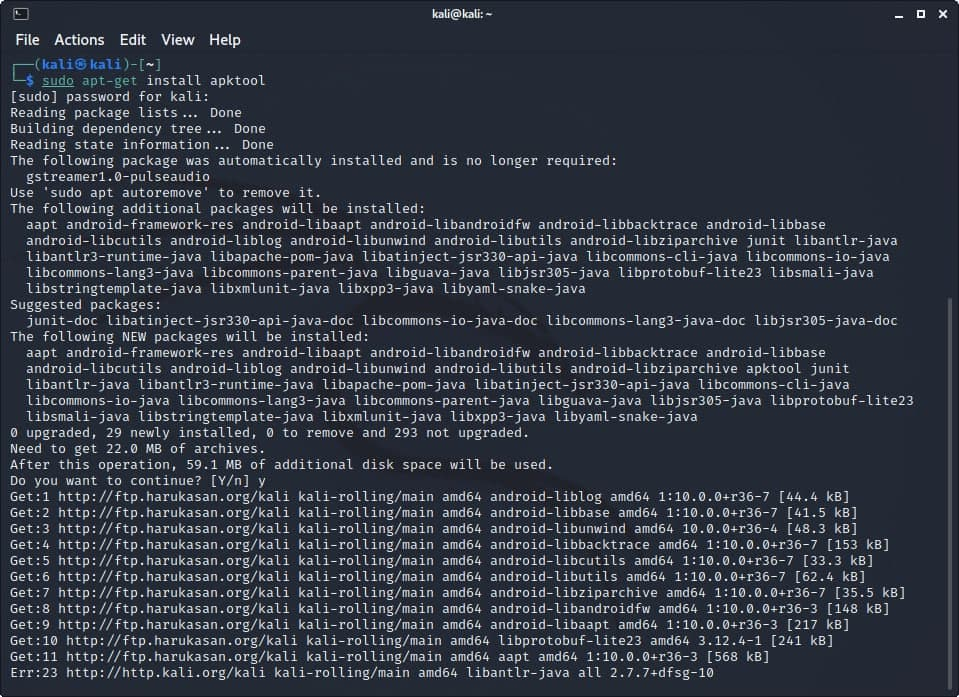 kali@kali: ~
File Actions Edit View Help
┌──(kali㉿kali)-[~]
└─$ sudo apt-get install apktool
[sudo] password for kali:
Reading package lists... Done
Building dependency tree... Done
Reading state information... Done
The following package was automatically installed and is no longer required:
gstreamer1.0-pulseaudio
Use 'sudo apt autoremove' to remove it.
The following additional packages will be installed:
aapt android-framework-res android-libaapt android-libandroidfw android-libbacktrace android-libbase
android-libcutils android-liblog android-libunwind android-libutils android-libziparchive junit libantlr-java
libantlr3-runtime-java libapache-pom-java libatinject-jsr330-api-java libcommons-cli-java libcommons-io-java
libcommons-lang3-java libcommons-parent-java libguava-java libjsr305-java libprotobuf-lite23 libsmali-java
libstringtemplate-java libxmlunit-java libxpp3-java libyaml-snake-java
Suggested packages:
junit-doc libatinject-jsr330-api-java-doc libcommons-io-java-doc libcommons-lang3-java-doc libjsr305-java-doc
The following NEW packages will be installed:
aapt android-framework-res android-libaapt android-libandroidfw android-libbacktrace android-libbase
android-libcutils android-liblog android-libunwind android-libutils android-libziparchive apktool junit
libantlr-java libantlr3-runtime-java libapache-pom-java libatinject-jsr330-api-java libcommons-cli-java
libcommons-io-java libcommons-lang3-java libcommons-parent-java libguava-java libjsr305-java libprotobuf-lite23
libsmali-java libstringtemplate-java libxmlunit-java libxpp3-java libyaml-snake-java
0 upgraded, 29 newly installed, 0 to remove and 293 not upgraded.
Need to get 22.0 MB of archives.
After this operation, 59.1 MB of additional disk space will be used.
Do you want to continue? [Y/n] y
Get:1 http://ftp.harukasan.org/kali kali-rolling/main amd64 android-liblog amd64 1:10.0.0+r36-7 [44.4 kB]
Get:2 http://ftp.harukasan.org/kali kali-rolling/main amd64 android-libbase amd64 1:10.0.0+r36-7 [41.5 kB]
Get:3 http://ftp.harukasan.org/kali kali-rolling/main amd64 android-libunwind amd64 10.0.0+r36-4 [48.3 kB]
Get:4 http://ftp.harukasan.org/kali kali-rolling/main amd64 android-libbacktrace amd64 1:10.0.0+r36-7 [153 kB]
Get:5 http://ftp.harukasan.org/kali kali-rolling/main amd64 android-libcutils amd64 1:10.0.0+r36-7 [33.3 kB]
Get:6 http://ftp.harukasan.org/kali kali-rolling/main amd64 android-libutils amd64 1:10.0.0+r36-7 [62.4 kB]
Get:7 http://ftp.harukasan.org/kali kali-rolling/main amd64 android-libziparchive amd64 1:10.0.0+r36-7 [35.5 kB]
Get:8 http://ftp.harukasan.org/kali kali-rolling/main amd64 android-libandroidfw amd64 1:10.0.0+r36-3 [148 kB]
Get:9 http://ftp.harukasan.org/kali kali-rolling/main amd64 android-libaapt amd64 1:10.0.0+r36-3 [217 kB]
Get:10 http://ftp.harukasan.org/kali kali-rolling/main amd64 libprotobuf-lite23 amd64 3.12.4-1 [241 kB]
Get:11 http://ftp.harukasan.org/kali kali-rolling/main amd64 aapt amd64 1:10.0.0+r36-3 [568 kB]
Err:23 http://http.kali.org/kali kali-rolling/main amd64 libantlr-java all 2.7.7+dfsg-10